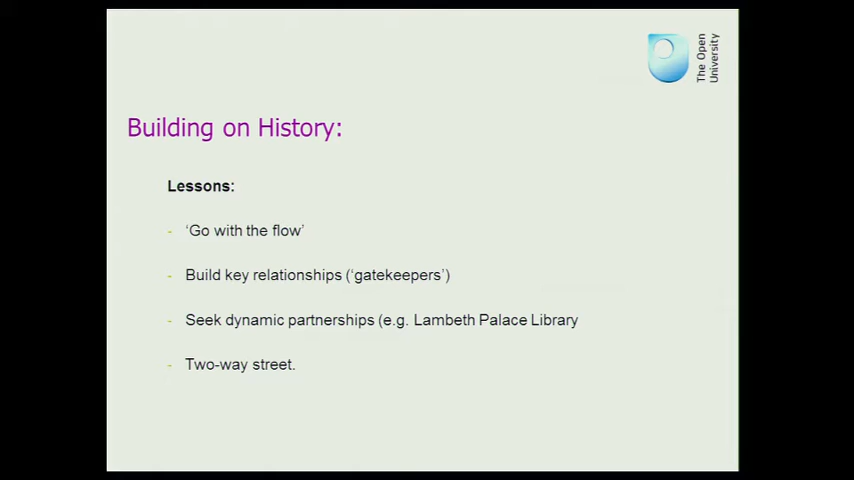 The Open
University
Building on History:
Lessons:
- ‘Go with the flow’
- Build key relationships (‘gatekeepers’)
- Seek dynamic partnerships (e.g. Lambeth Palace Library
- Two-way street.